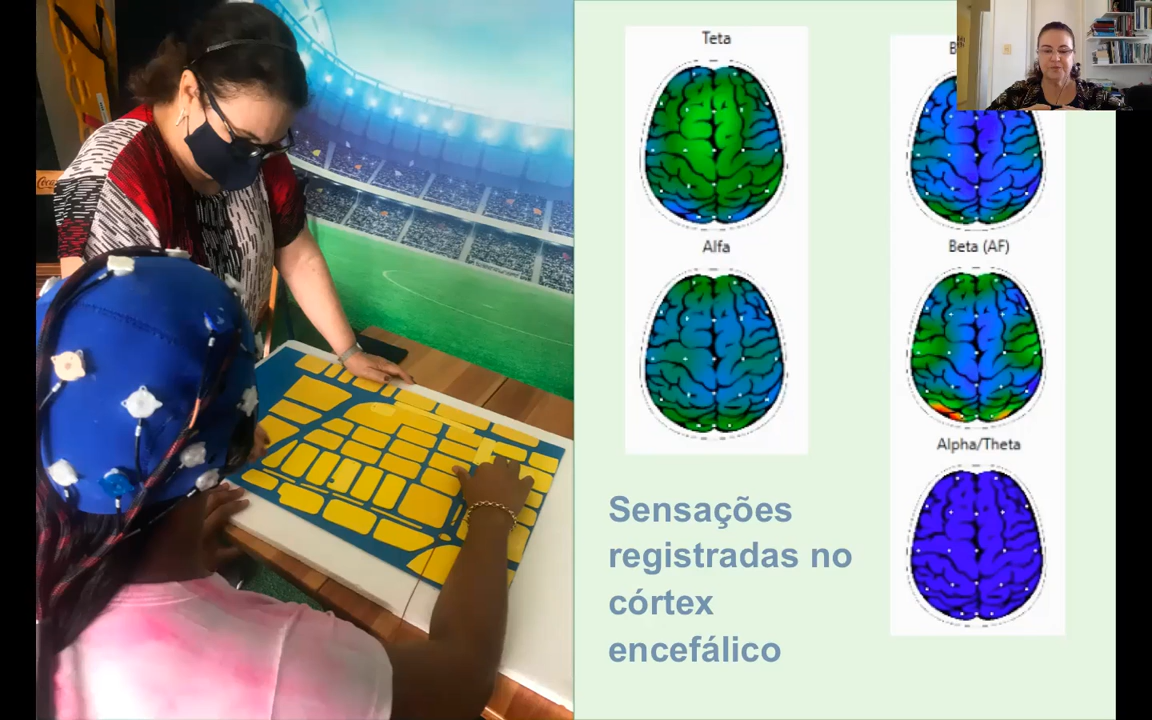 Teta
Alfa
Beta (AF)
Alpha/Theta
Sensações
registradas no
córtex
encefálico